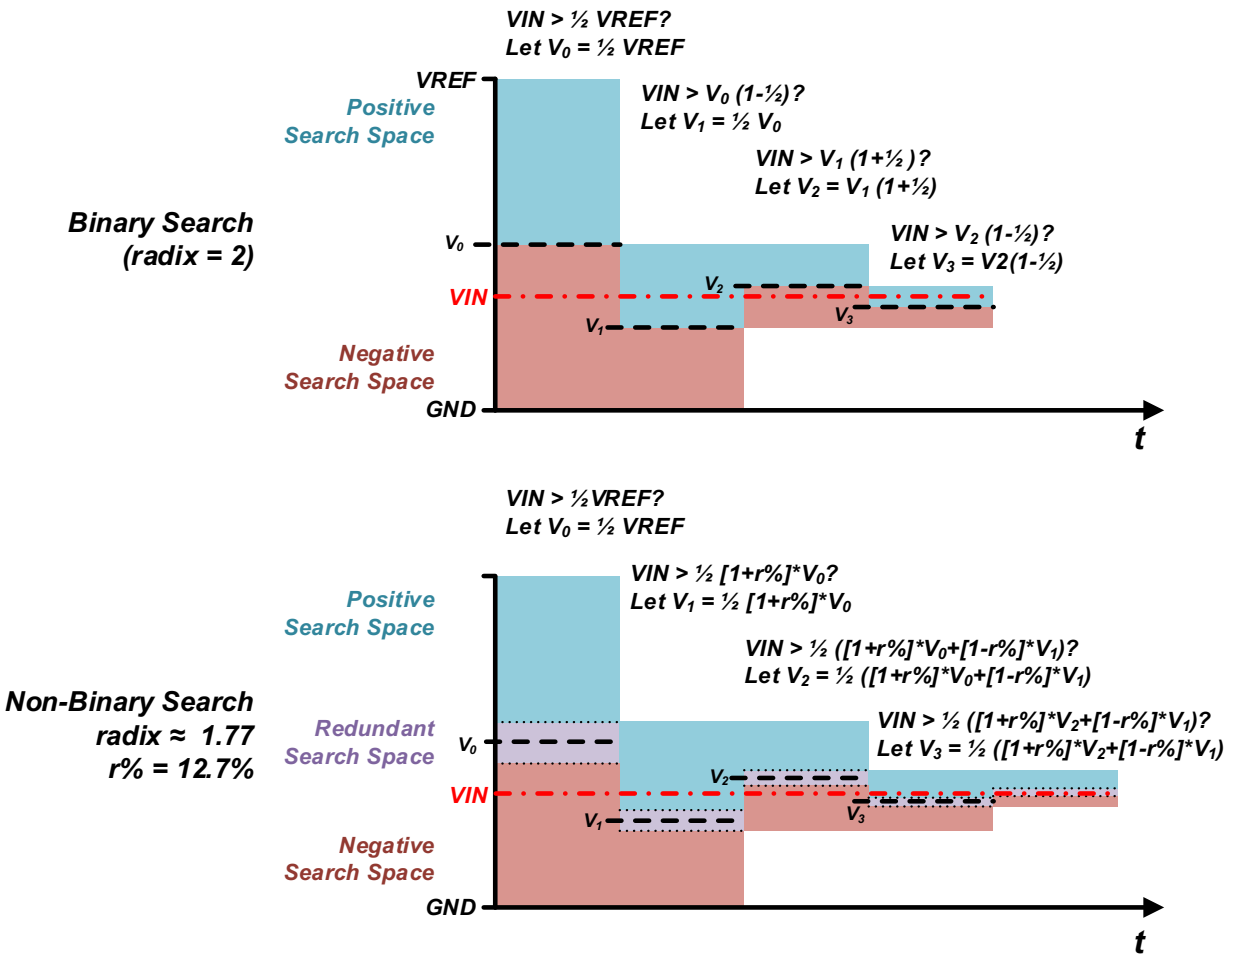 VIN > ½ VREF?
Let V₀ = ½ VREF
VREF
Positive
Search Space
VIN > V₀ (1-½)?
Let V₁ = ½ V₀
VIN > V₁ (1+½ )?
Let V₂ = V₁ (1+½)
Binary Search
(radix = 2)
V₀
VIN > V₂ (1-½)?
Let V₃ = V2(1-½)
V₂
VIN
V₃
V₁
Negative
Search Space
GND
t
VIN > ½VREF?
Let V₀ = ½ VREF
Positive
Search Space
VIN > ½ [1+r%]*V₀?
Let V₁ = ½ [1+r%]*V₀
VIN > ½ ([1+r%]*V₀+[1-r%]*V₁)?
Let V₂ = ½ ([1+r%]*V₀+[1-r%]*V₁)
Non-Binary Search
radix ≈ 1.77
r% = 12.7%
Redundant
Search Space
V₀
VIN > ½ ([1+r%]*V₂+[1-r%]*V₁)?
Let V₃ = ½ ([1+r%]*V₂+[1-r%]*V₁)
V₂
VIN
V₃
V₁
Negative
Search Space
GND
t